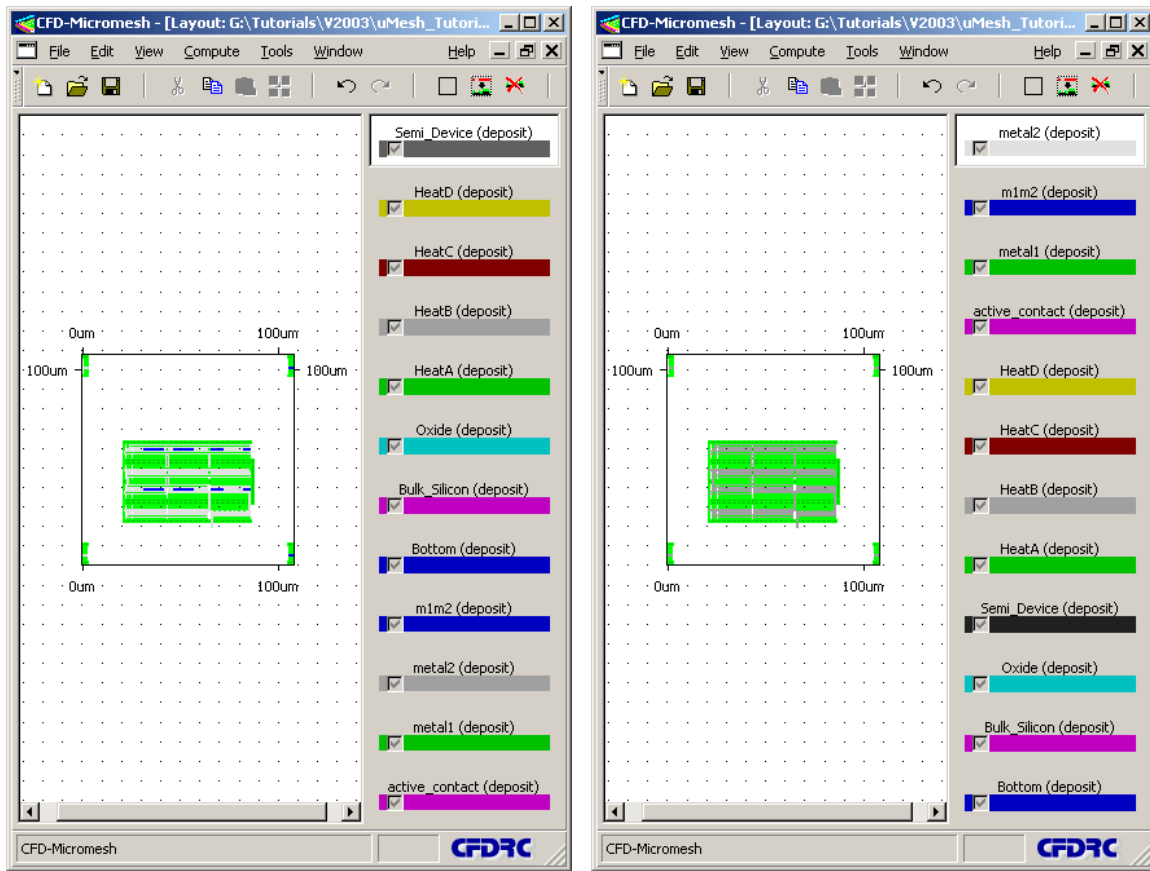 CFD-Micromesh - [Layout: G:\Tutorials\V2003\uMesh_Tutori...
File Edit View Compute Tools Window Help
Semi_Device (deposit)
HeatD (deposit)
HeatC (deposit)
HeatB (deposit)
HeatA (deposit)
Oxide (deposit)
Bulk_Silicon (deposit)
Bottom (deposit)
m1m2 (deposit)
metal2 (deposit)
metal1 (deposit)
active_contact (deposit)
0um 100um
100um 100um
0um 100um
CFD-Micromesh
CFDRC
CFD-Micromesh - [Layout: G:\Tutorials\V2003\uMesh_Tutori...
File Edit View Compute Tools Window Help
metal2 (deposit)
m1m2 (deposit)
metal1 (deposit)
active_contact (deposit)
HeatD (deposit)
HeatC (deposit)
HeatB (deposit)
HeatA (deposit)
Semi_Device (deposit)
Oxide (deposit)
Bulk_Silicon (deposit)
Bottom (deposit)
0um 100um
100um 100um
0um 100um
CFD-Micromesh
CFDRC